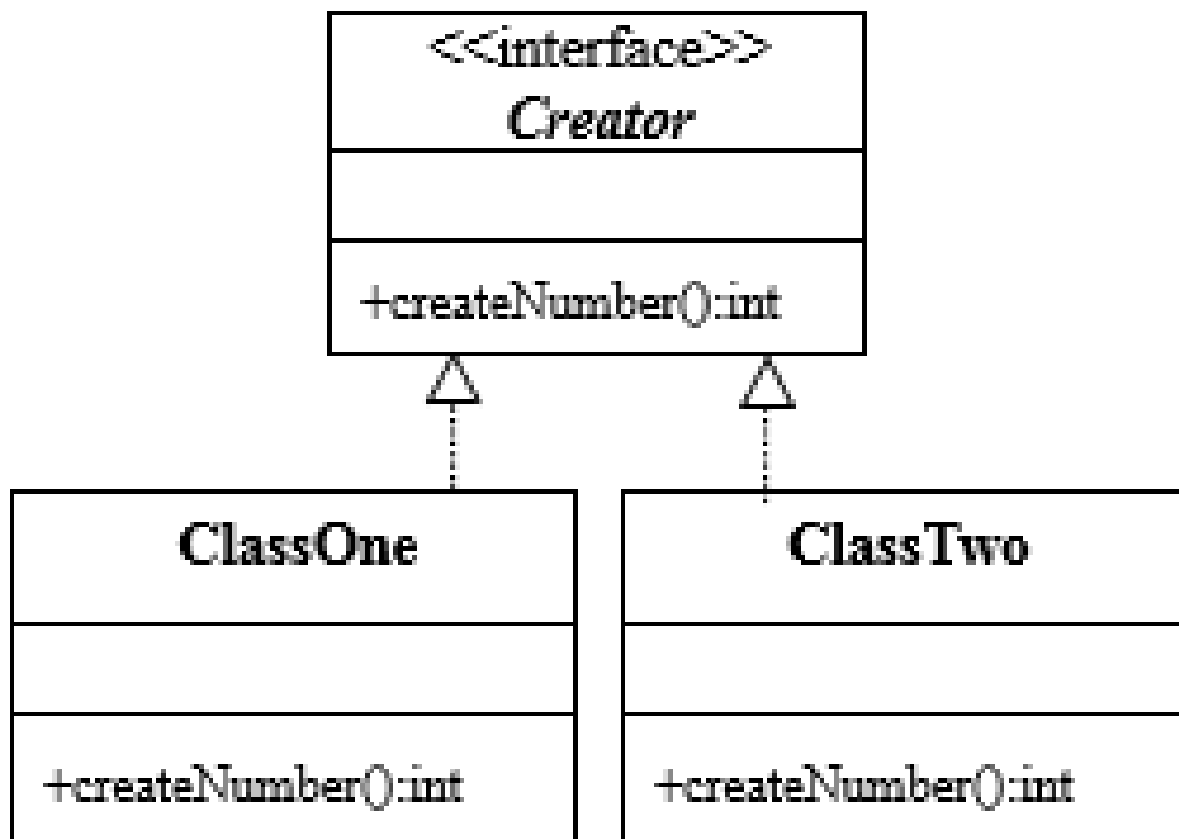 <<interface>>
Creator
+createNumber():int
ClassOne
+createNumber():int
ClassTwo
+createNumber():int